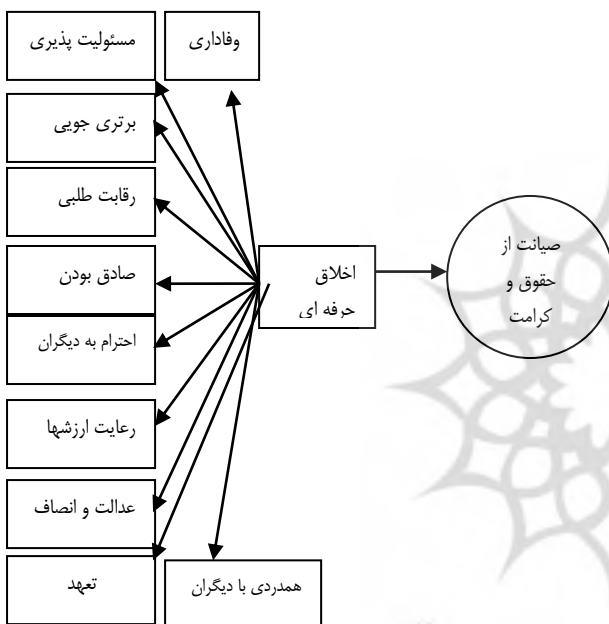 وفاداری
مسئولیت پذیری
برتری جویی
رقابت طلبی
صیانت از
حقوق و
کرامت
اخلاق
حرفه ای
صادق بودن
احترام به دیگران
رعایت ارزشها
عدالت و انصاف
همدردی با دیگران
تعهد